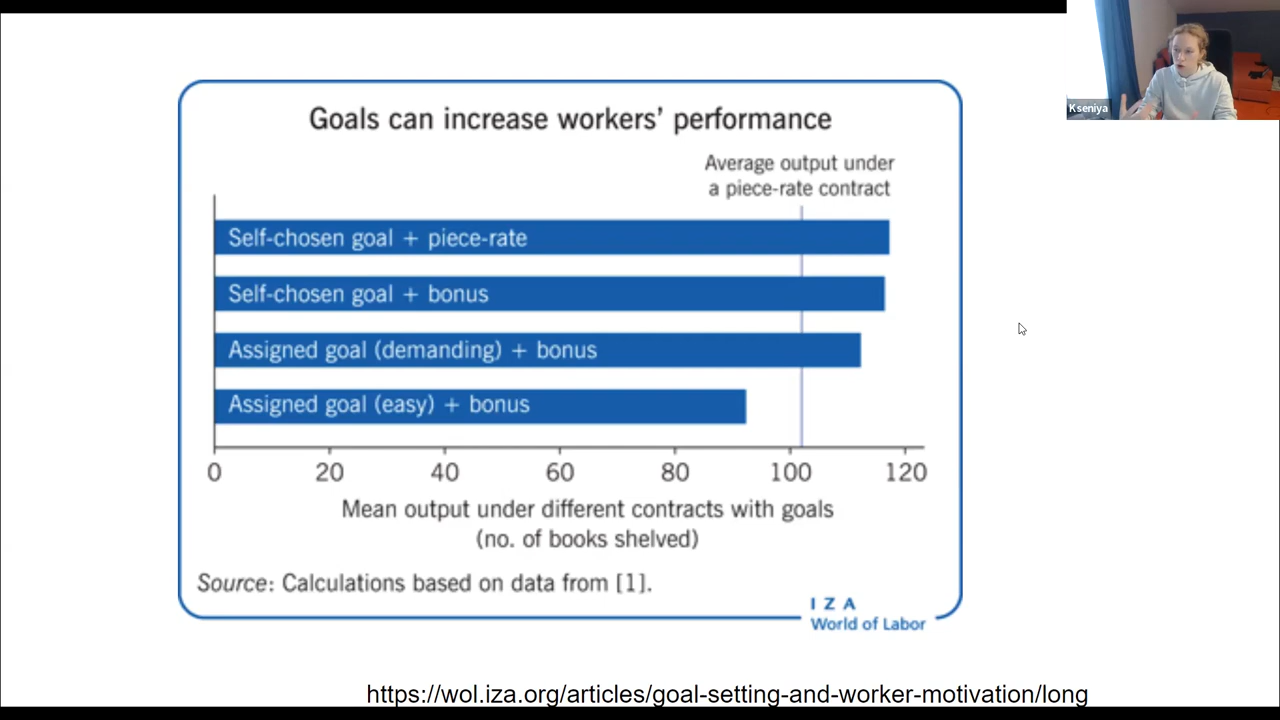 Kseniya
Goals can increase workers’ performance
Average output under
a piece-rate contract
Self-chosen goal + piece-rate
Self-chosen goal + bonus
Assigned goal (demanding) + bonus
Assigned goal (easy) + bonus
0 20 40 60 80 100 120
Mean output under different contracts with goals
(no. of books shelved)
Source: Calculations based on data from [1].
I Z A
World of Labor
https://wol.iza.org/articles/goal-setting-and-worker-motivation/long